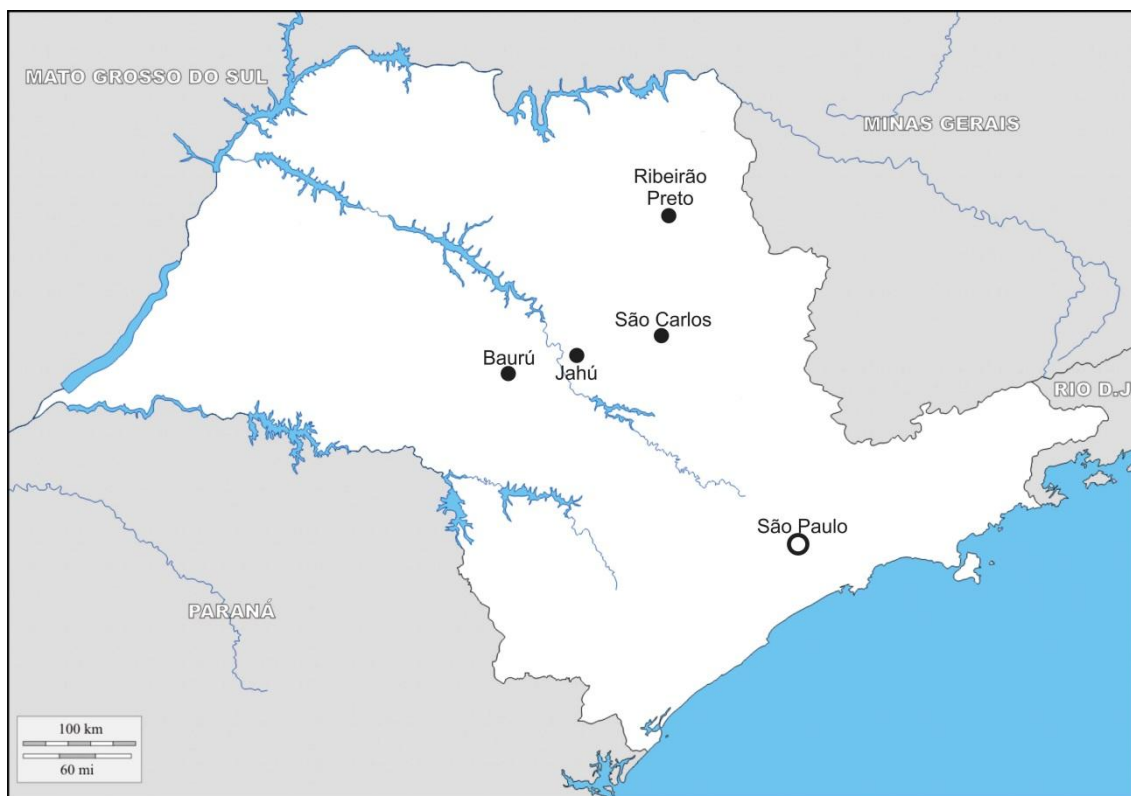 MATO GROSSO DO SUL
MINAS GERAIS
Ribeirão
Preto
São Carlos
Baurú
Jahú
RIO D.J
São Paulo
PARANÁ
100 km
60 mi